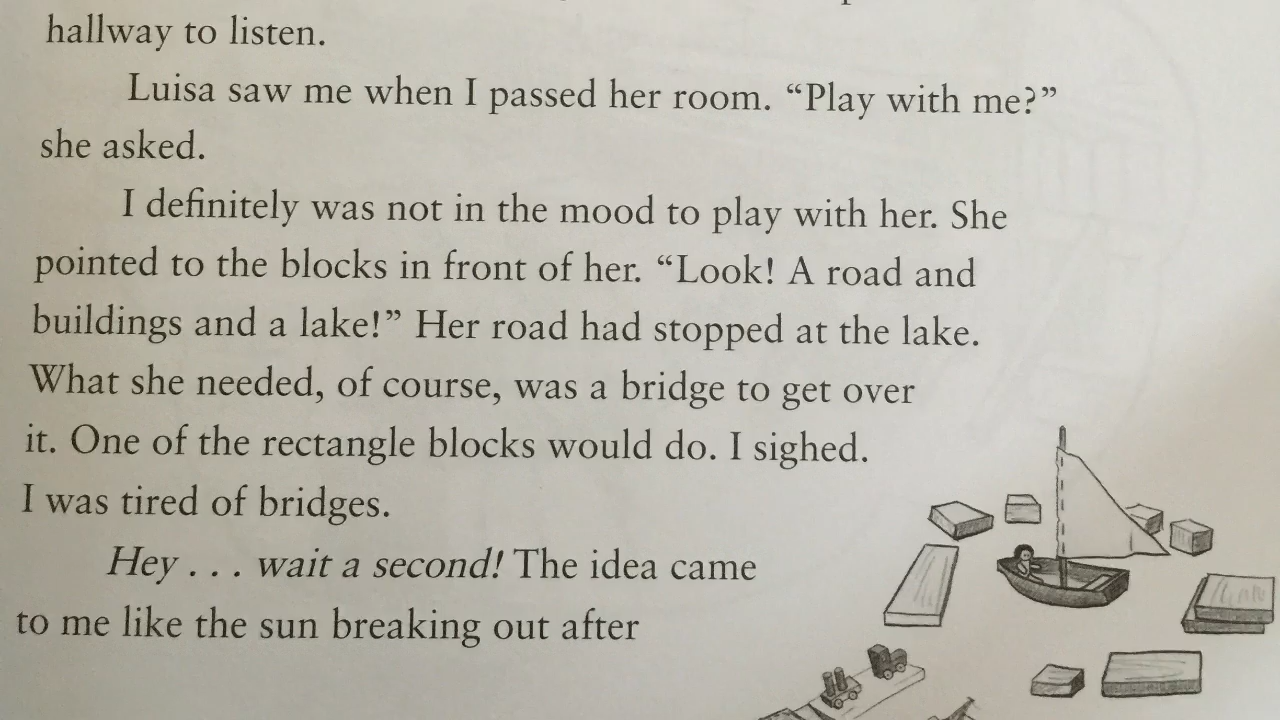 hallway to listen.
Luisa saw me when I passed her room. “Play with me?”
she asked.
I definitely was not in the mood to play with her. She
pointed to the blocks in front of her. “Look! A road and
buildings and a lake!” Her road had stopped at the lake.
What she needed, of course, was a bridge to get over
it. One of the rectangle blocks would do. I sighed.
I was tired of bridges.
Hey . . . wait a second! The idea came
to me like the sun breaking out after